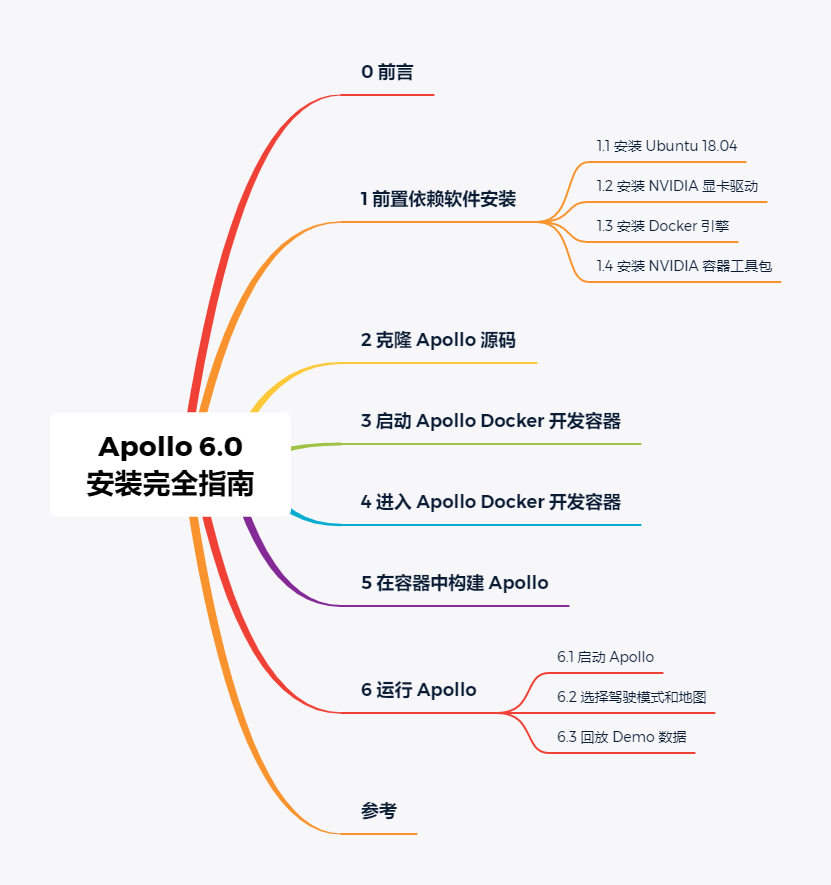 Apollo 6.0
安装完全指南
0 前言
1 前置依赖软件安装
1.1 安装 Ubuntu 18.04
1.2 安装 NVIDIA 显卡驱动
1.3 安装 Docker 引擎
1.4 安装 NVIDIA 容器工具包
2 克隆 Apollo 源码
3 启动 Apollo Docker 开发容器
4 进入 Apollo Docker 开发容器
5 在容器中构建 Apollo
6 运行 Apollo
6.1 启动 Apollo
6.2 选择驾驶模式和地图
6.3 回放 Demo 数据
参考